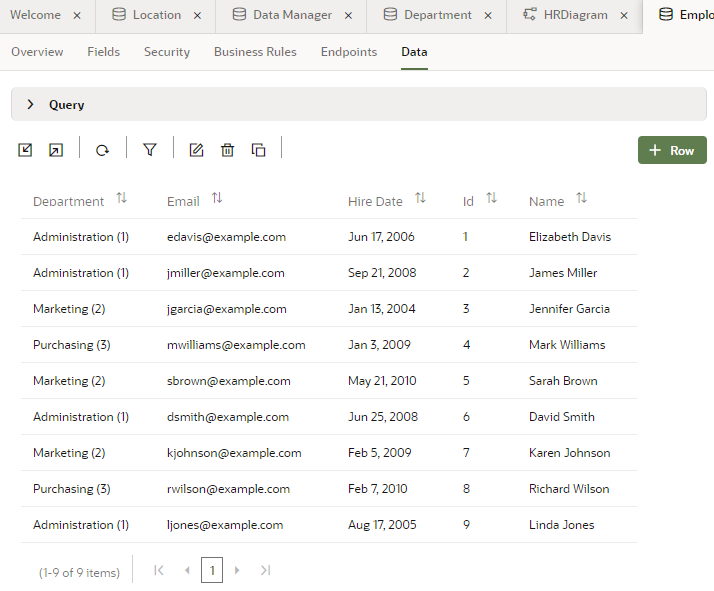 Welcome × Location × Data Manager × Department × HRDiagram × Emplo
Overview Fields Security Business Rules Endpoints Data
Query
+ Row
Department Email Hire Date Id Name
Administration (1) edavis@example.com Jun 17, 2006 1 Elizabeth Davis
Administration (1) jmiller@example.com Sep 21, 2008 2 James Miller
Marketing (2) jgarcia@example.com Jan 13, 2004 3 Jennifer Garcia
Purchasing (3) mwilliams@example.com Jan 3, 2009 4 Mark Williams
Marketing (2) sbrown@example.com May 21, 2010 5 Sarah Brown
Administration (1) dsmith@example.com Jun 25, 2008 6 David Smith
Marketing (2) kjohnson@example.com Feb 5, 2009 7 Karen Johnson
Purchasing (3) rwilson@example.com Feb 7, 2010 8 Richard Wilson
Administration (1) ljones@example.com Aug 17, 2005 9 Linda Jones
(1-9 of 9 items) 1